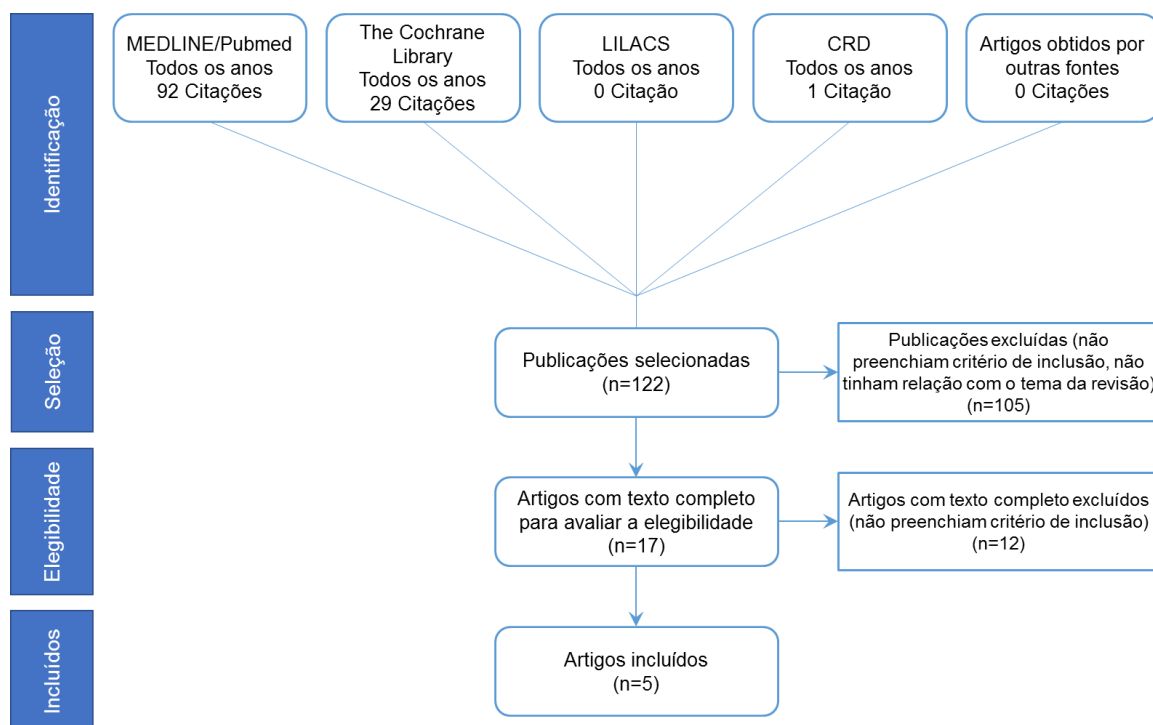 Identificação
MEDLINE/Pubmed
Todos os anos
92 Citações
The Cochrane
Library
Todos os anos
29 Citações
LILACS
Todos os anos
0 Citação
CRD
Todos os anos
1 Citação
Artigos obtidos por
outras fontes
0 Citações
Seleção
Publicações selecionadas
(n=122)
Publicações excluídas (não
preenchiam critério de inclusão, não
tinham relação com o tema da revisão)
(n=105)
Elegibilidade
Artigos com texto completo
para avaliar a elegibilidade
(n=17)
Artigos com texto completo excluídos
(não preenchiam critério de inclusão)
(n=12)
Incluídos
Artigos incluídos
(n=5)